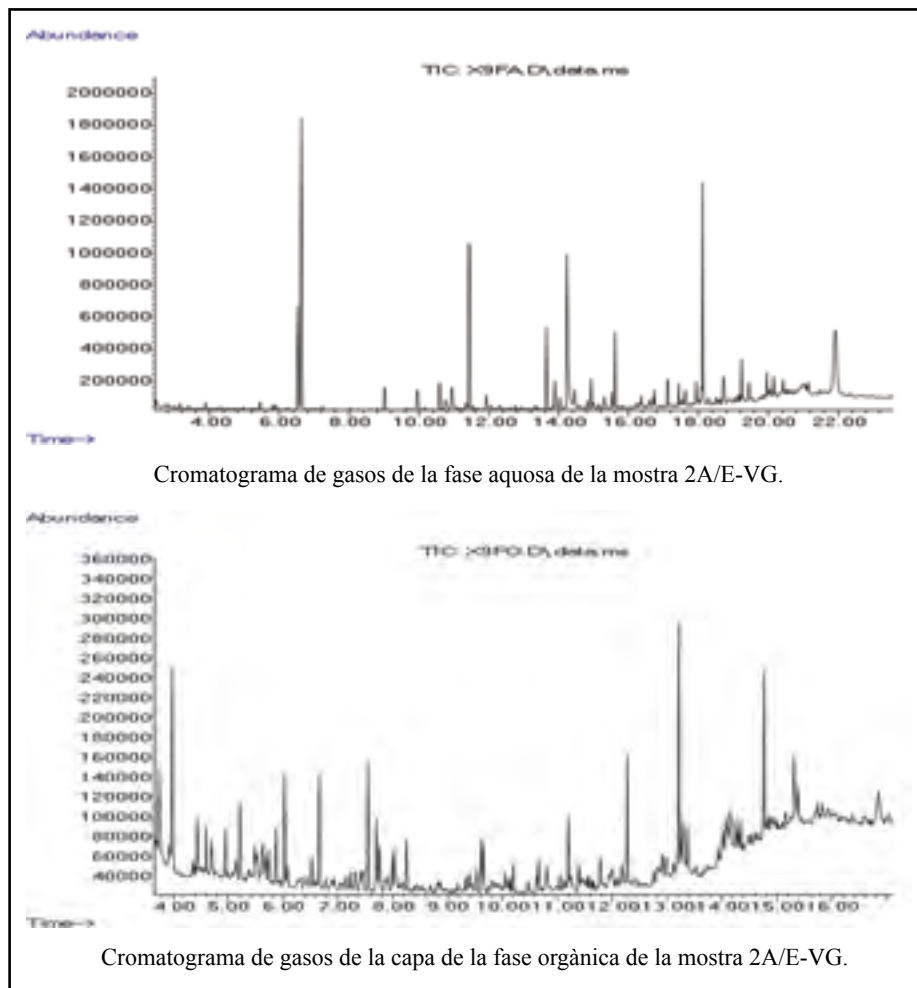 Abundance
TIC: X9FA.D\data.ms
2000000
1800000
1600000
1400000
1200000
1000000
800000
600000
400000
200000
4.00 6.00 8.00 10.00 12.00 14.00 16.00 18.00 20.00 22.00
Time-->
Cromatograma de gasos de la fase aquosa de la mostra 2A/E-VG.
Abundance
TIC: X9FO.D\data.ms
360000
340000
320000
300000
280000
260000
240000
220000
200000
180000
160000
140000
120000
100000
80000
60000
40000
4.00 5.00 6.00 7.00 8.00 9.00 10.00 11.00 12.00 13.00 14.00 15.00 16.00
Time-->
Cromatograma de gasos de la capa de la fase orgànica de la mostra 2A/E-VG.